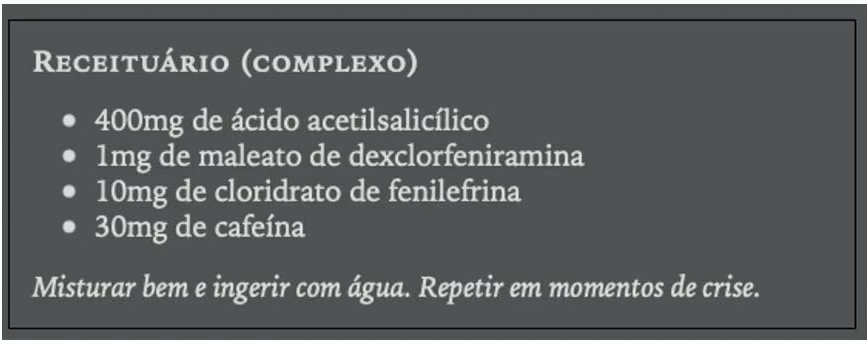 Receituário (complexo)
• 400mg de ácido acetilsalicílico
• 1mg de maleato de dexclorfeniramina
• 10mg de cloridrato de fenilefrina
• 30mg de cafeína
Misturar bem e ingerir com água. Repetir em momentos de crise.